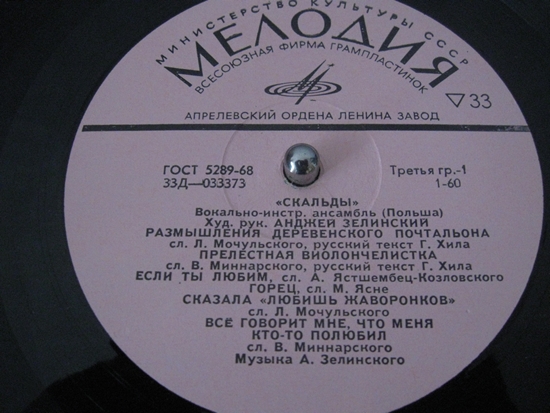 МИНИСТЕРСТВО КУЛЬТУРЫ СССР
МЕЛОДИЯ
ВСЕСОЮЗНАЯ ФИРМА ГРАМПЛАСТИНОК
АПРЕЛЕВСКИЙ ОРДЕНА ЛЕНИНА ЗАВОД
▽33
ГОСТ 5289-68
33Д—033373
Третья гр.-1
1-60
«СКАЛЬДЫ»
Вокально-инстр. ансамбль (Польша)
Худ. рук. АНДЖЕЙ ЗЕЛИНСКИЙ
РАЗМЫШЛЕНИЯ ДЕРЕВЕНСКОГО ПОЧТАЛЬОНА
сл. Л. Мочульского, русский текст Г. Хила
ПРЕЛЕСТНАЯ ВИОЛОНЧЕЛИСТКА
сл. В. Миннарского, русский текст Г. Хила
ЕСЛИ ТЫ ЛЮБИМ, сл. А. Ястшембец-Козловского
ГОРЕЦ, сл. М. Ясне
СКАЗАЛА «ЛЮБИШЬ ЖАВОРОНКОВ»
сл. Л. Мочульского
ВСЁ ГОВОРИТ МНЕ, ЧТО МЕНЯ
КТО-ТО ПОЛЮБИЛ
сл. В. Миннарского
Музыка А. Зелинского